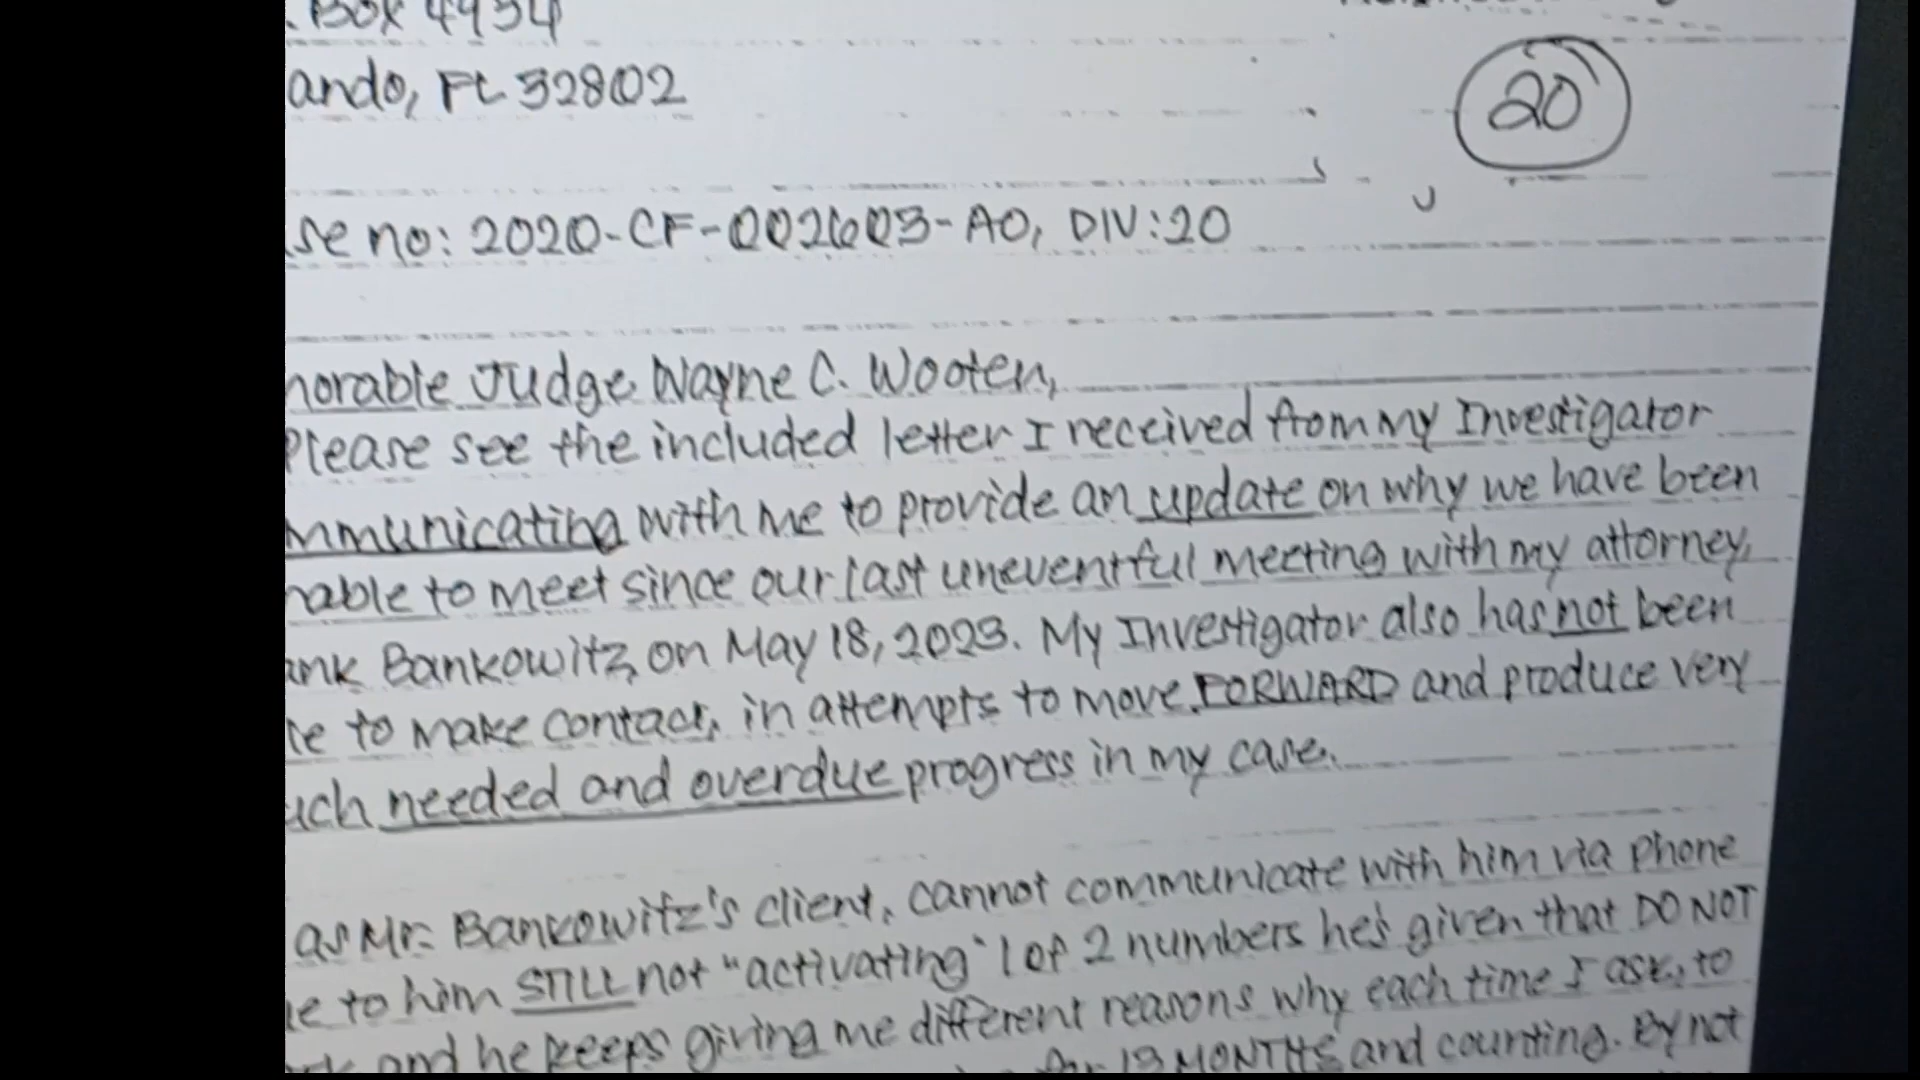 . Box 4934
ando, FL 32802
20
se no: 2020-CF-002603-AO, DIV:20
norable Judge Wayne C. Wooten,
Please see the included letter I received from my Investigator
mmunicating with me to provide an update on why we have been
nable to meet since our last uneventful meeting with my attorney,
ank Bankowitz, on May 18, 2023. My Investigator also has not been
le to make contact, in attempts to move FORWARD and produce very
uch needed and overdue progress in my case.
as Mr. Bankowitz's client, cannot communicate with him via phone
ue to him STILL not "activating" 1 of 2 numbers he's given that DO NOT
rk and he keeps giving me different reasons why each time I ask, to
for 13 MONTHS and counting. By not